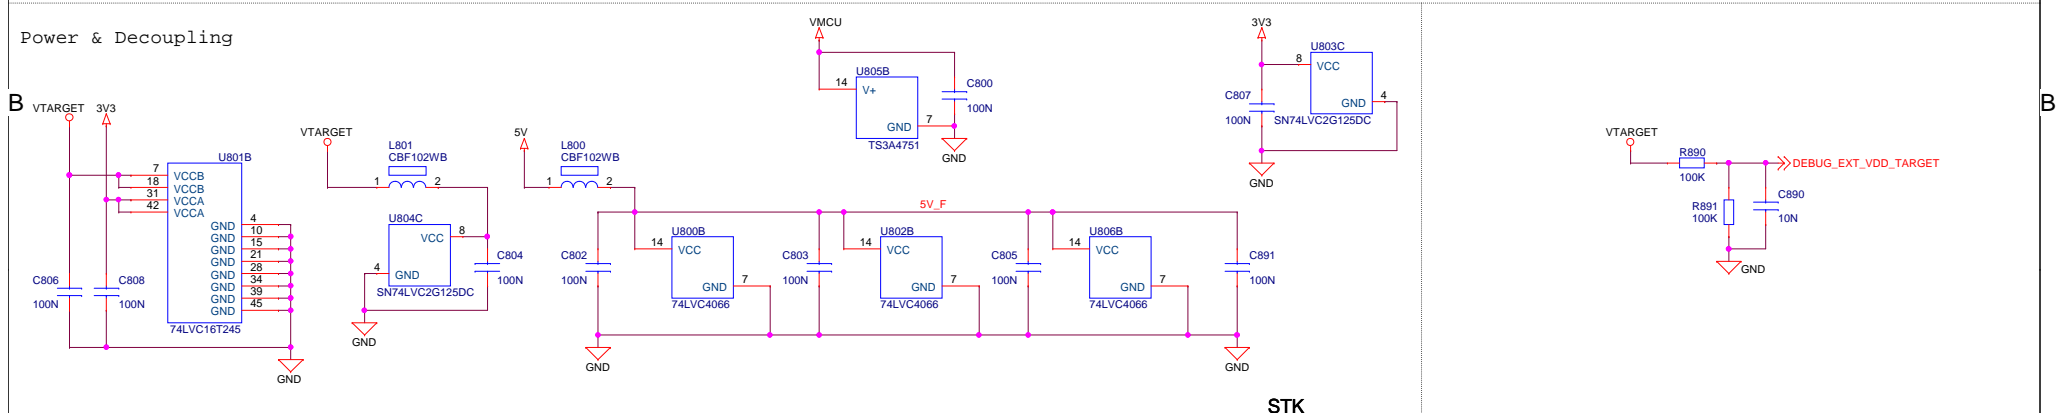 Power & Decoupling
B
VTARGET
3V3
U801B
7
VCCB
18
VCCB
31
VCCA
42
VCCA
GND
4
GND
10
GND
15
GND
21
GND
28
GND
34
GND
39
GND
45
74LVC16T245
C806
100N
C808
100N
GND
VTARGET
L801
CBF102WB
1
2
U804C
VCC
8
4
GND
SN74LVC2G125DC
C804
100N
GND
5V
L800
CBF102WB
1
2
5V_F
C802
100N
14
U800B
VCC
GND
7
74LVC4066
C803
100N
14
U802B
VCC
GND
7
74LVC4066
C805
100N
14
U806B
VCC
GND
7
74LVC4066
C891
100N
GND
GND
VMCU
U805B
14
V+
GND
7
TS3A4751
C800
100N
GND
3V3
U803C
8
VCC
GND
4
SN74LVC2G125DC
C807
100N
GND
VTARGET
R890
100K
DEBUG_EXT_VDD_TARGET
R891
100K
C890
10N
GND
B
STK